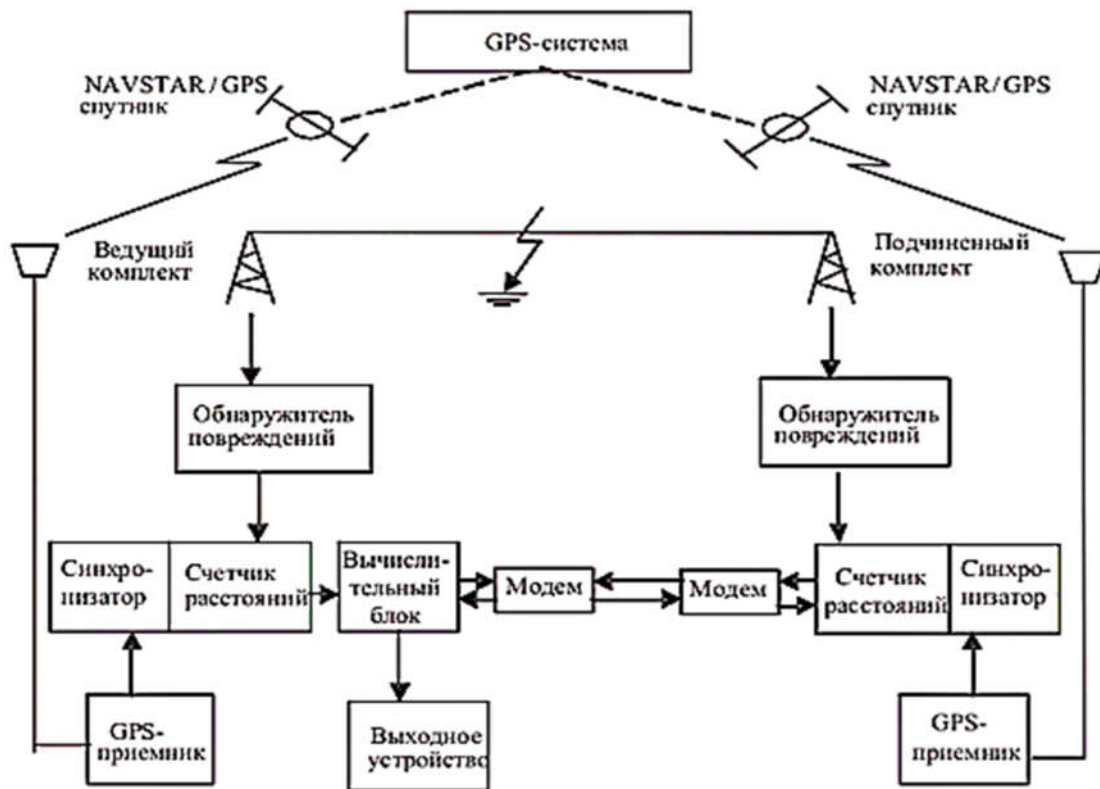 GPS-система
NAVSTAR / GPS
спутник
NAVSTAR/ GPS
спутник
Ведущий
комплект
Подчиненный
комплект
Обнаружитель
повреждений
Обнаружитель
повреждений
Синхро-
низатор
Счетчик
расстояний
Вычисли-
тельный
блок
Модем
Модем
Счетчик
расстояний
Синхро-
низатор
GPS-
приемник
Выходное
устройство
GPS-
приемник